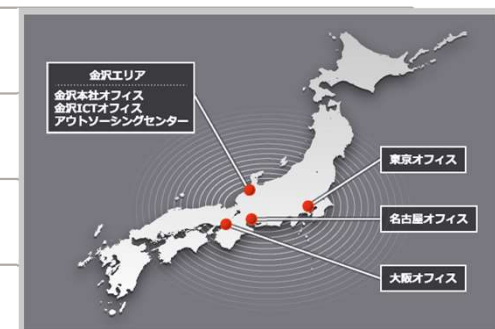 金沢エリア
金沢本社オフィス
金沢ICTオフィス
アウトソーシングセンター
東京オフィス
名古屋オフィス
大阪オフィス